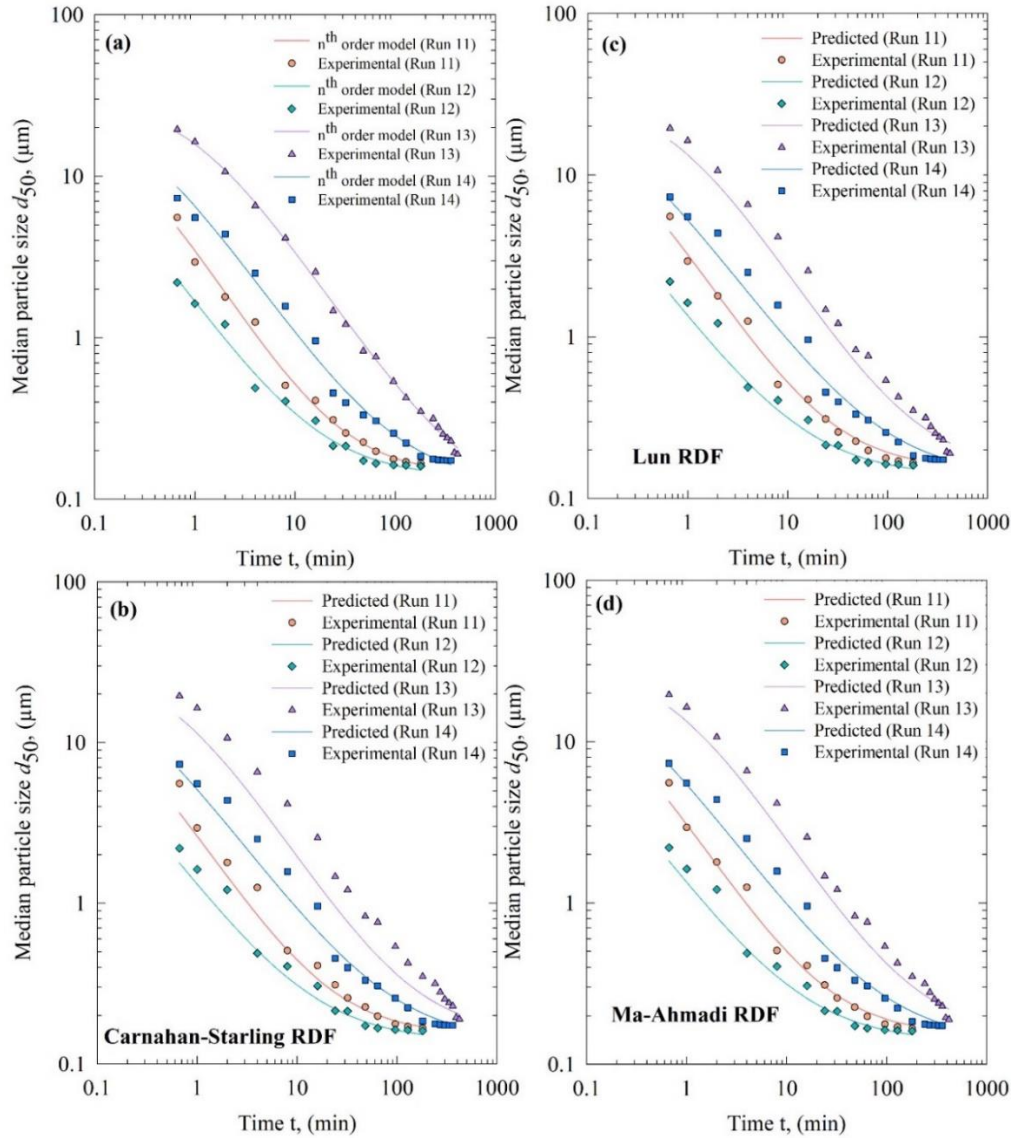 (a)
nth order model (Run 11)
Experimental (Run 11)
nth order model (Run 12)
Experimental (Run 12)
nth order model (Run 13)
Experimental (Run 13)
nth order model (Run 14)
Experimental (Run 14)
100
10
1
0.1
Median particle size d50, (µm)
0.1 1 10 100 1000
Time t, (min)
(c)
Predicted (Run 11)
Experimental (Run 11)
Predicted (Run 12)
Experimental (Run 12)
Predicted (Run 13)
Experimental (Run 13)
Predicted (Run 14)
Experimental (Run 14)
Lun RDF
100
10
1
0.1
Median particle size d50, (µm)
0.1 1 10 100 1000
Time t, (min)
(b)
Predicted (Run 11)
Experimental (Run 11)
Predicted (Run 12)
Experimental (Run 12)
Predicted (Run 13)
Experimental (Run 13)
Predicted (Run 14)
Experimental (Run 14)
Carnahan-Starling RDF
100
10
1
0.1
Median particle size d50, (µm)
0.1 1 10 100 1000
Time t, (min)
(d)
Predicted (Run 11)
Experimental (Run 11)
Predicted (Run 12)
Experimental (Run 12)
Predicted (Run 13)
Experimental (Run 13)
Predicted (Run 14)
Experimental (Run 14)
Ma-Ahmadi RDF
100
10
1
0.1
Median particle size d50, (µm)
0.1 1 10 100 1000
Time t, (min)